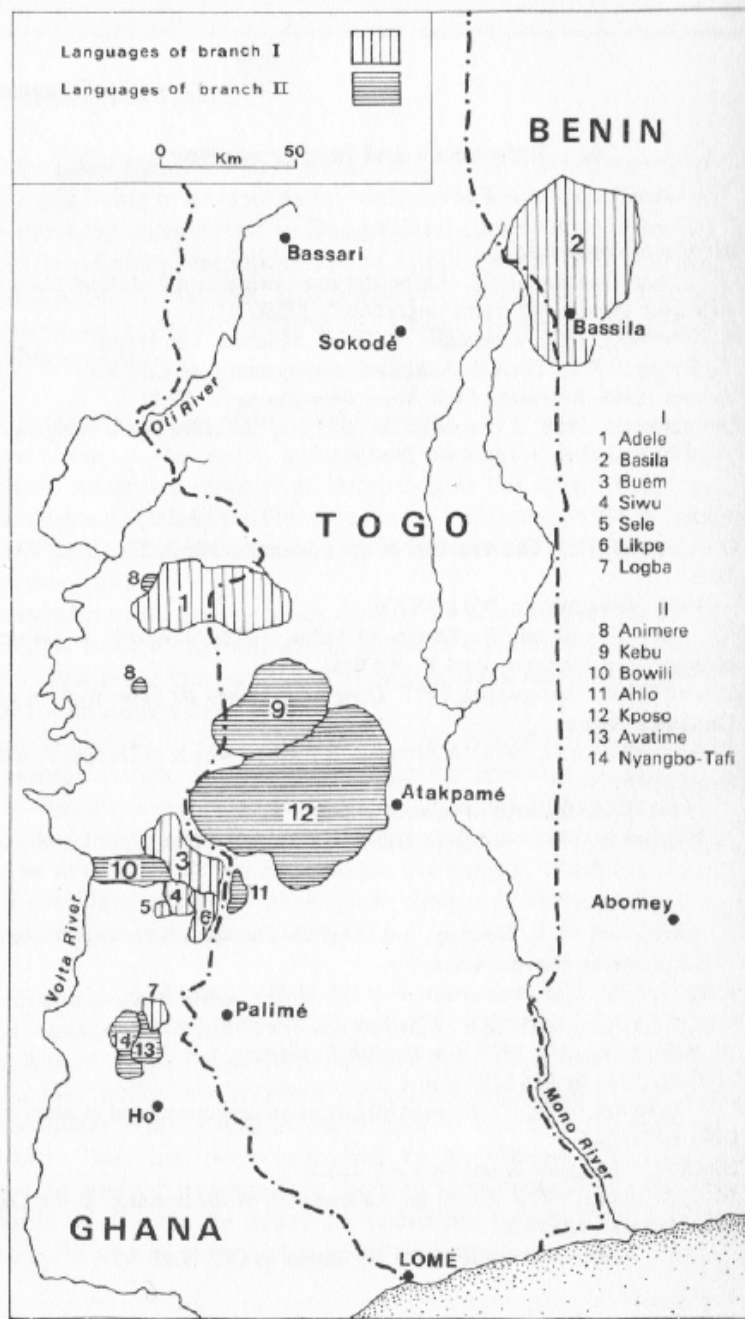 Languages of branch I
Languages of branch II
0 50
Km
BENIN
2
Bassari
Bassila
Sokodé
Oti River
I
1 Adele
2 Basila
3 Buem
4 Siwu
5 Sele
6 Likpe
7 Logba
TOGO
8
1
II
8 Animere
9 Kebu
10 Bowili
11 Ahlo
12 Kposo
13 Avatime
14 Nyangbo-Tafi
8
9
Atakpamé
12
3
10
4
11
5
6
Abomey
Volta River
7
Palimé
4
13
Ho
Mono River
GHANA
LOMÉ